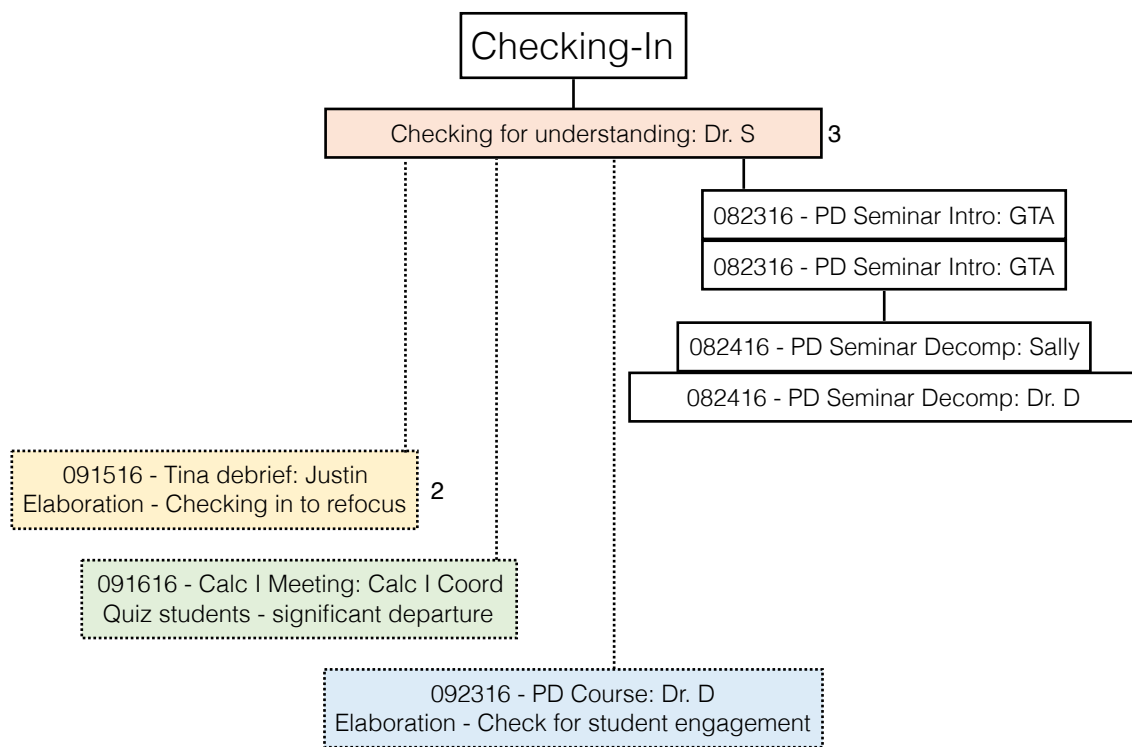 Checking-In
Checking for understanding: Dr. S
3
082316 - PD Seminar Intro: GTA
082316 - PD Seminar Intro: GTA
082416 - PD Seminar Decomp: Sally
082416 - PD Seminar Decomp: Dr. D
091516 - Tina debrief: Justin
Elaboration - Checking in to refocus
2
091616 - Calc I Meeting: Calc I Coord
Quiz students - significant departure
092316 - PD Course: Dr. D
Elaboration - Check for student engagement